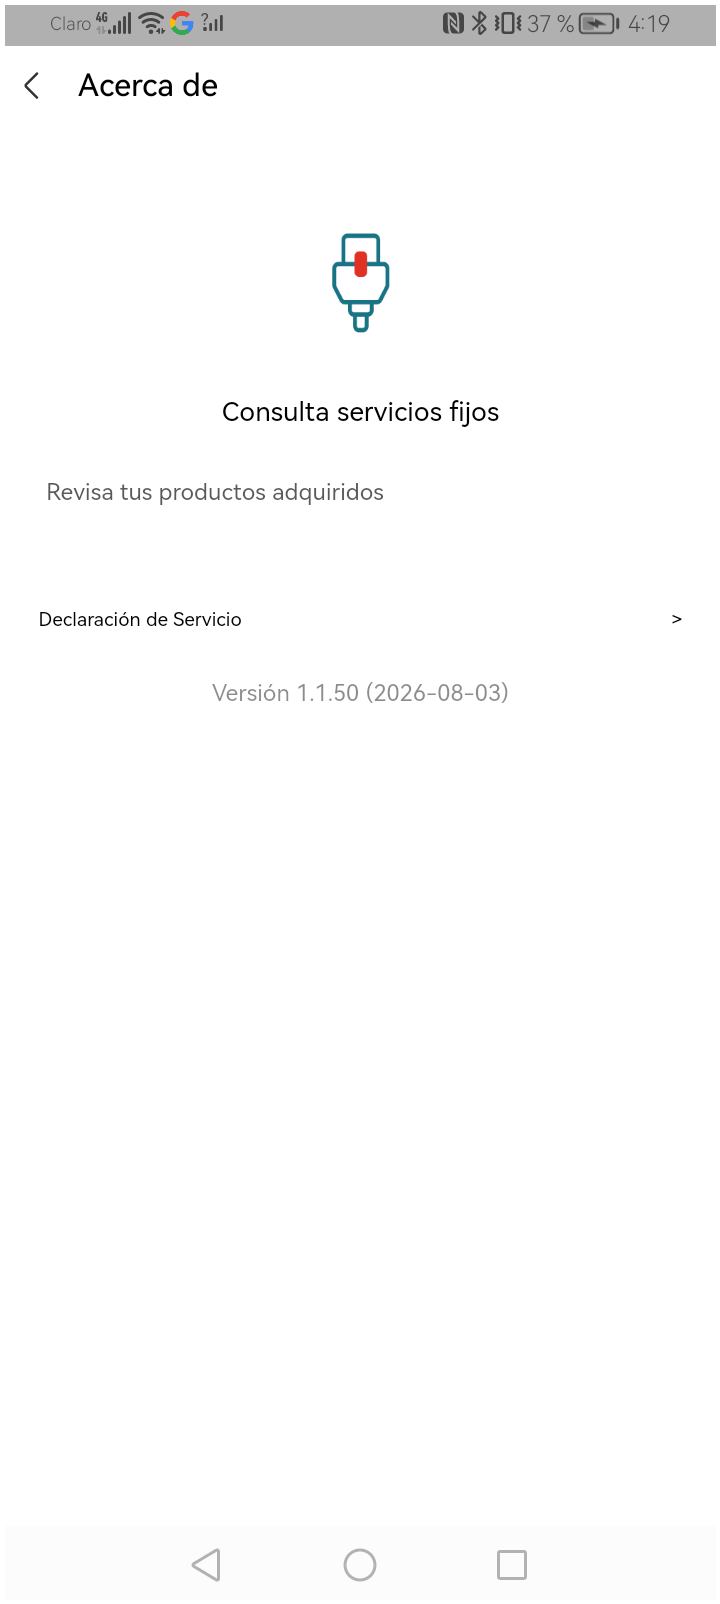 Claro 4G 37 % 4:19
Acerca de
Consulta servicios fijos
Revisa tus productos adquiridos
Declaración de Servicio >
Versión 1.1.50 (2026-08-03)